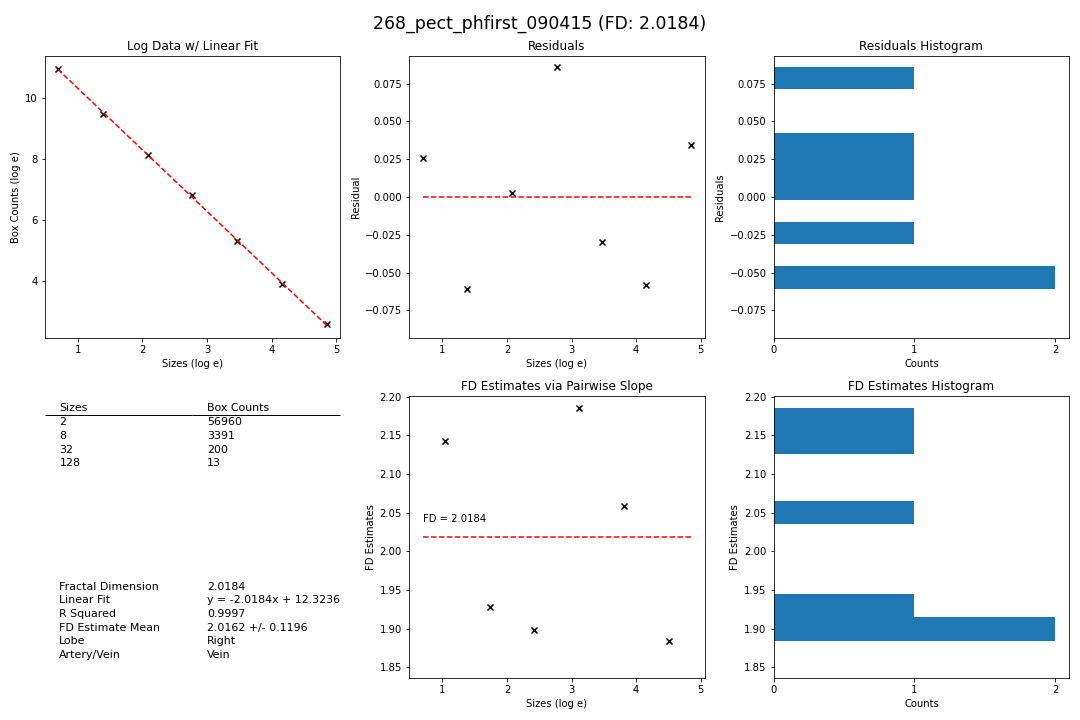 268_pect_phfirst_090415 (FD: 2.0184)
Log Data w/ Linear Fit
Box Counts (log e)
10
8
6
4
1 2 3 4 5
Sizes (log e)
Residuals
Residual
0.075
0.050
0.025
0.000
−0.025
−0.050
−0.075
1 2 3 4 5
Sizes (log e)
Residuals Histogram
Residuals
0.075
0.050
0.025
0.000
−0.025
−0.050
−0.075
0 1 2
Counts
Sizes Box Counts
2 56960
8 3391
32 200
128 13
Fractal Dimension 2.0184
Linear Fit y = -2.0184x + 12.3236
R Squared 0.9997
FD Estimate Mean 2.0162 +/- 0.1196
Lobe Right
Artery/Vein Vein
FD Estimates via Pairwise Slope
FD Estimates
2.20
2.15
2.10
2.05
2.00
1.95
1.90
1.85
FD = 2.0184
1 2 3 4 5
Sizes (log e)
FD Estimates Histogram
FD Estimates
2.20
2.15
2.10
2.05
2.00
1.95
1.90
1.85
0 1 2
Counts